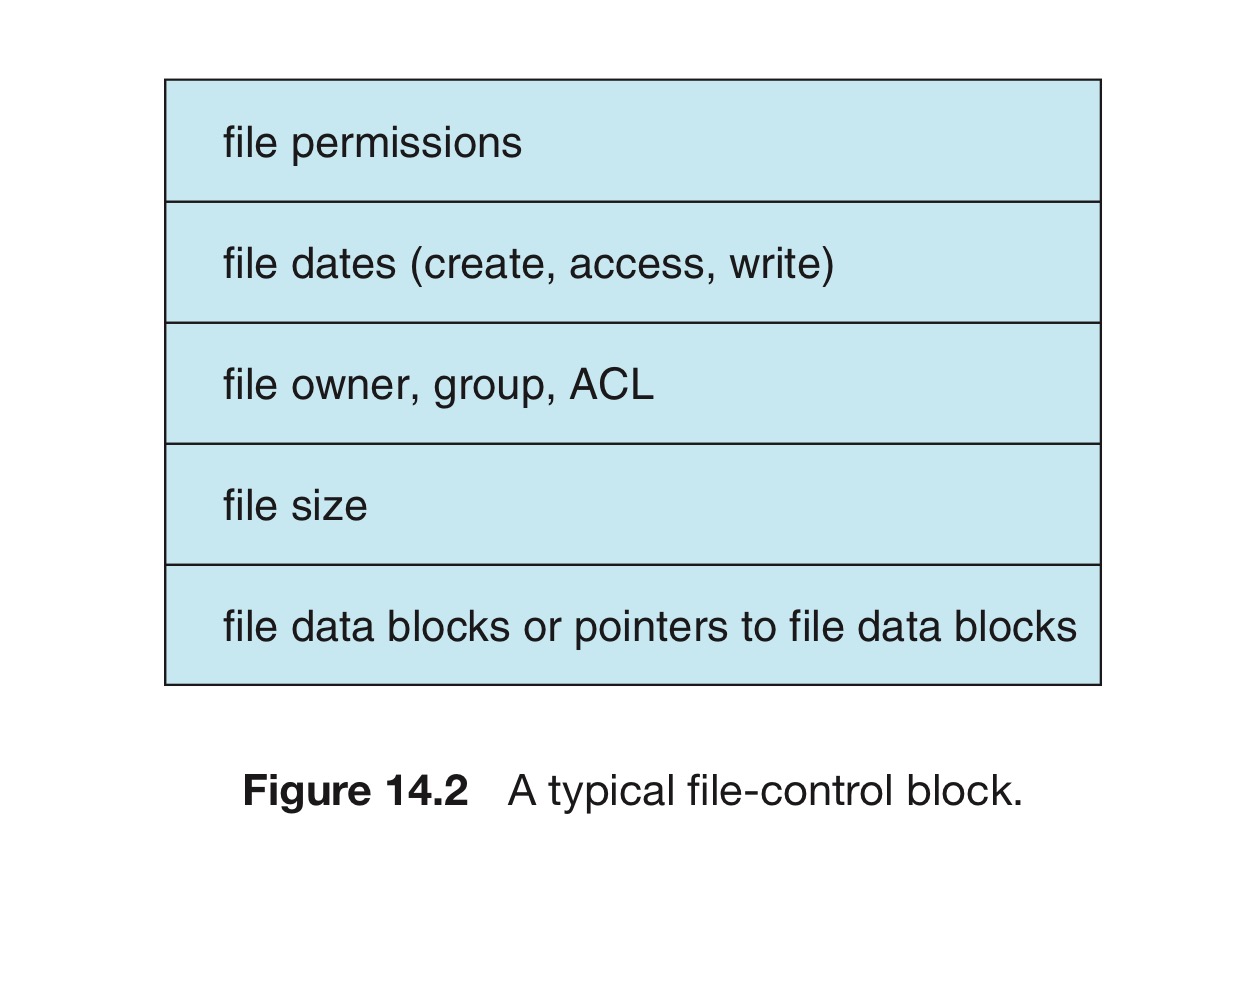 file permissions
file dates (create, access, write)
file owner, group, ACL
file size
file data blocks or pointers to file data blocks
Figure 14.2 A typical file-control block.